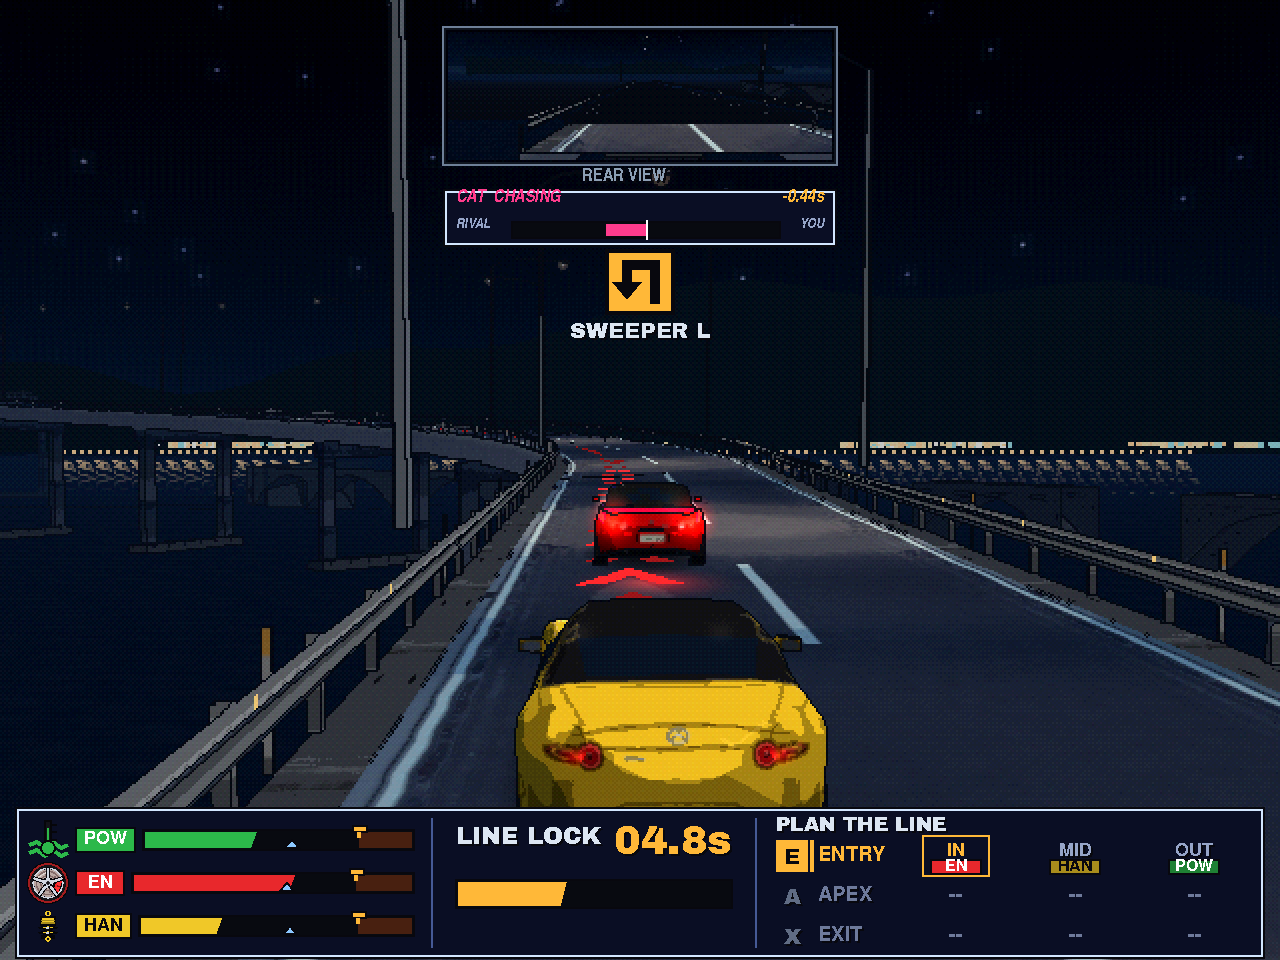 REAR VIEW
CAT CHASING -0.44s
RIVAL YOU
SWEEPER L
POW
EN
HAN
LINE LOCK 04.8s
PLAN THE LINE
E ENTRY IN EN MID HAN OUT POW
A APEX -- -- --
X EXIT -- -- --